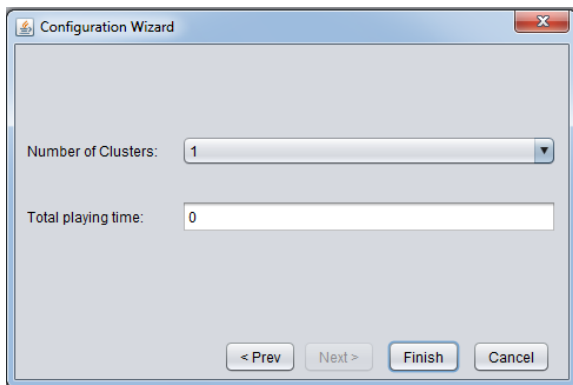 Configuration Wizard
Number of Clusters: 1
Total playing time: 0
< Prev Next > Finish Cancel